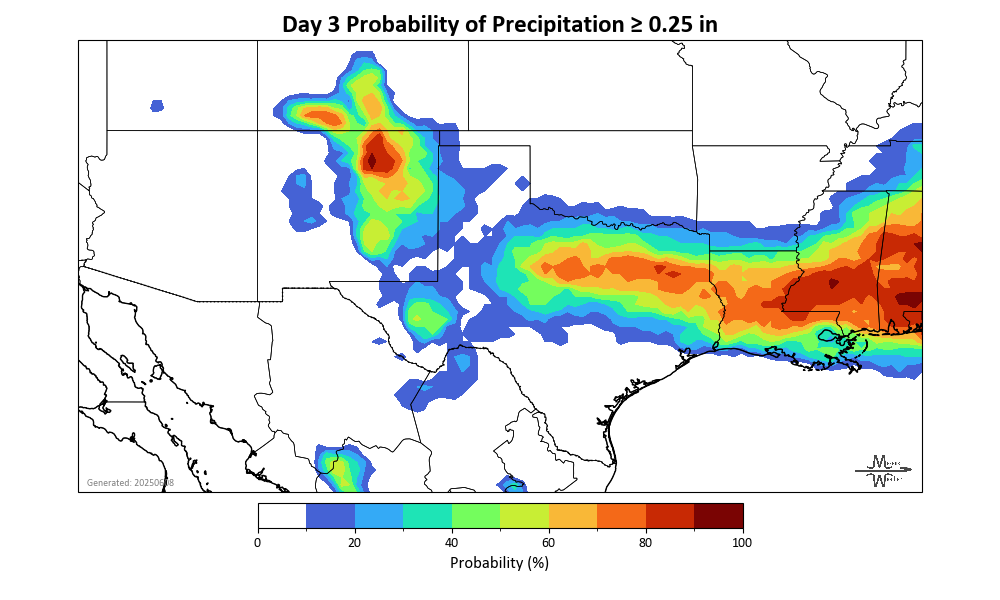 Day 3 Probability of Precipitation ≥ 0.25 in
Generated: 20250608
0 20 40 60 80 100
Probability (%)